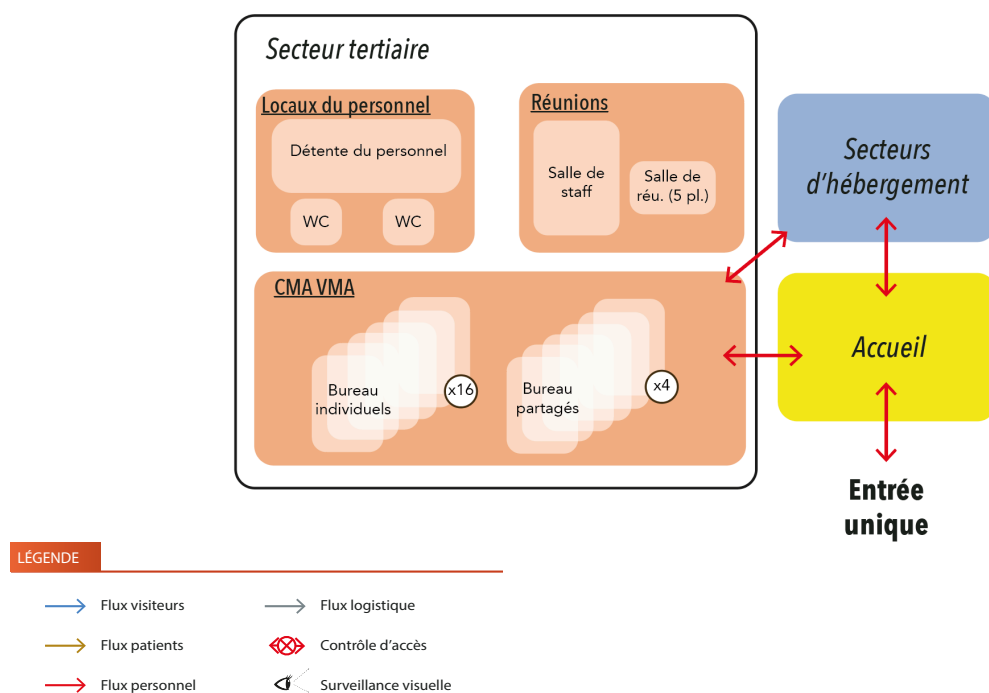 Secteur tertiaire
Locaux du personnel
Détente du personnel
WC
WC
Réunions
Salle de
staff
Salle de
réu. (5 pl.)
CMA VMA
Bureau
individuels
x16
Bureau
partagés
x4
Secteurs
d'hébergement
Accueil
Entrée
unique
LÉGENDE
Flux visiteurs
Flux patients
Flux personnel
Flux logistique
Contrôle d'accès
Surveillance visuelle